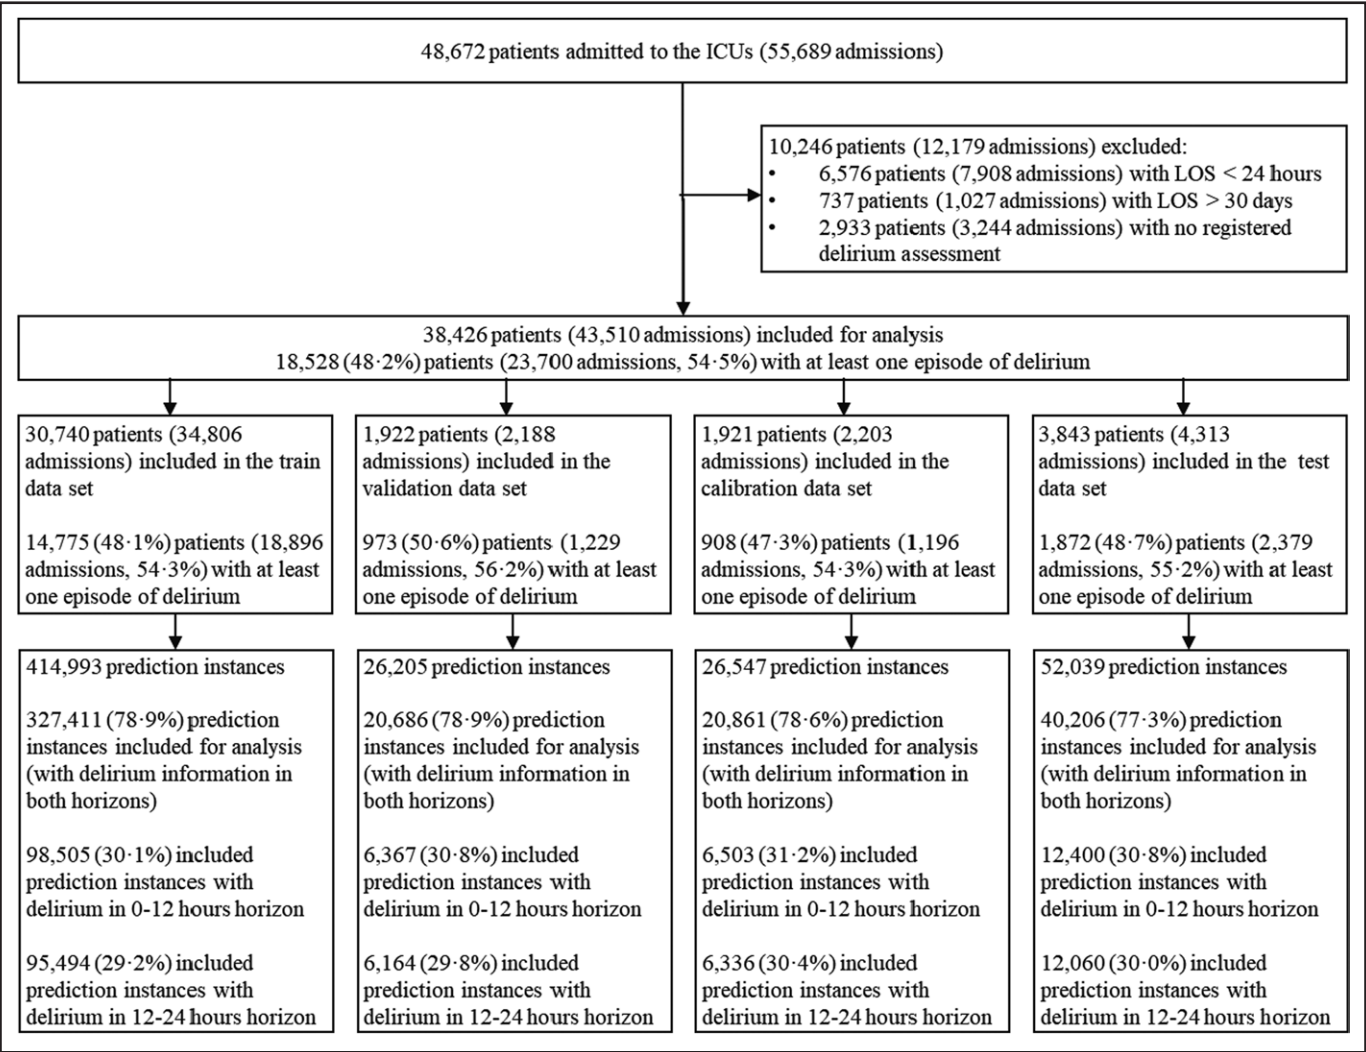 48,672 patients admitted to the ICUs (55,689 admissions)
10,246 patients (12,179 admissions) excluded:
• 6,576 patients (7,908 admissions) with LOS < 24 hours
• 737 patients (1,027 admissions) with LOS > 30 days
• 2,933 patients (3,244 admissions) with no registered
delirium assessment
38,426 patients (43,510 admissions) included for analysis
18,528 (48·2%) patients (23,700 admissions, 54·5%) with at least one episode of delirium
30,740 patients (34,806
admissions) included in the train
data set
14,775 (48·1%) patients (18,896
admissions, 54·3%) with at least
one episode of delirium
1,922 patients (2,188
admissions) included in the
validation data set
973 (50·6%) patients (1,229
admissions, 56·2%) with at least
one episode of delirium
1,921 patients (2,203
admissions) included in the
calibration data set
908 (47·3%) patients (1,196
admissions, 54·3%) with at least
one episode of delirium
3,843 patients (4,313
admissions) included in the test
data set
1,872 (48·7%) patients (2,379
admissions, 55·2%) with at least
one episode of delirium
414,993 prediction instances
327,411 (78·9%) prediction
instances included for analysis
(with delirium information in
both horizons)
98,505 (30·1%) included
prediction instances with
delirium in 0-12 hours horizon
95,494 (29·2%) included
prediction instances with
delirium in 12-24 hours horizon
26,205 prediction instances
20,686 (78·9%) prediction
instances included for analysis
(with delirium information in
both horizons)
6,367 (30·8%) included
prediction instances with
delirium in 0-12 hours horizon
6,164 (29·8%) included
prediction instances with
delirium in 12-24 hours horizon
26,547 prediction instances
20,861 (78·6%) prediction
instances included for analysis
(with delirium information in
both horizons)
6,503 (31·2%) included
prediction instances with
delirium in 0-12 hours horizon
6,336 (30·4%) included
prediction instances with
delirium in 12-24 hours horizon
52,039 prediction instances
40,206 (77·3%) prediction
instances included for analysis
(with delirium information in
both horizons)
12,400 (30·8%) included
prediction instances with
delirium in 0-12 hours horizon
12,060 (30·0%) included
prediction instances with
delirium in 12-24 hours horizon